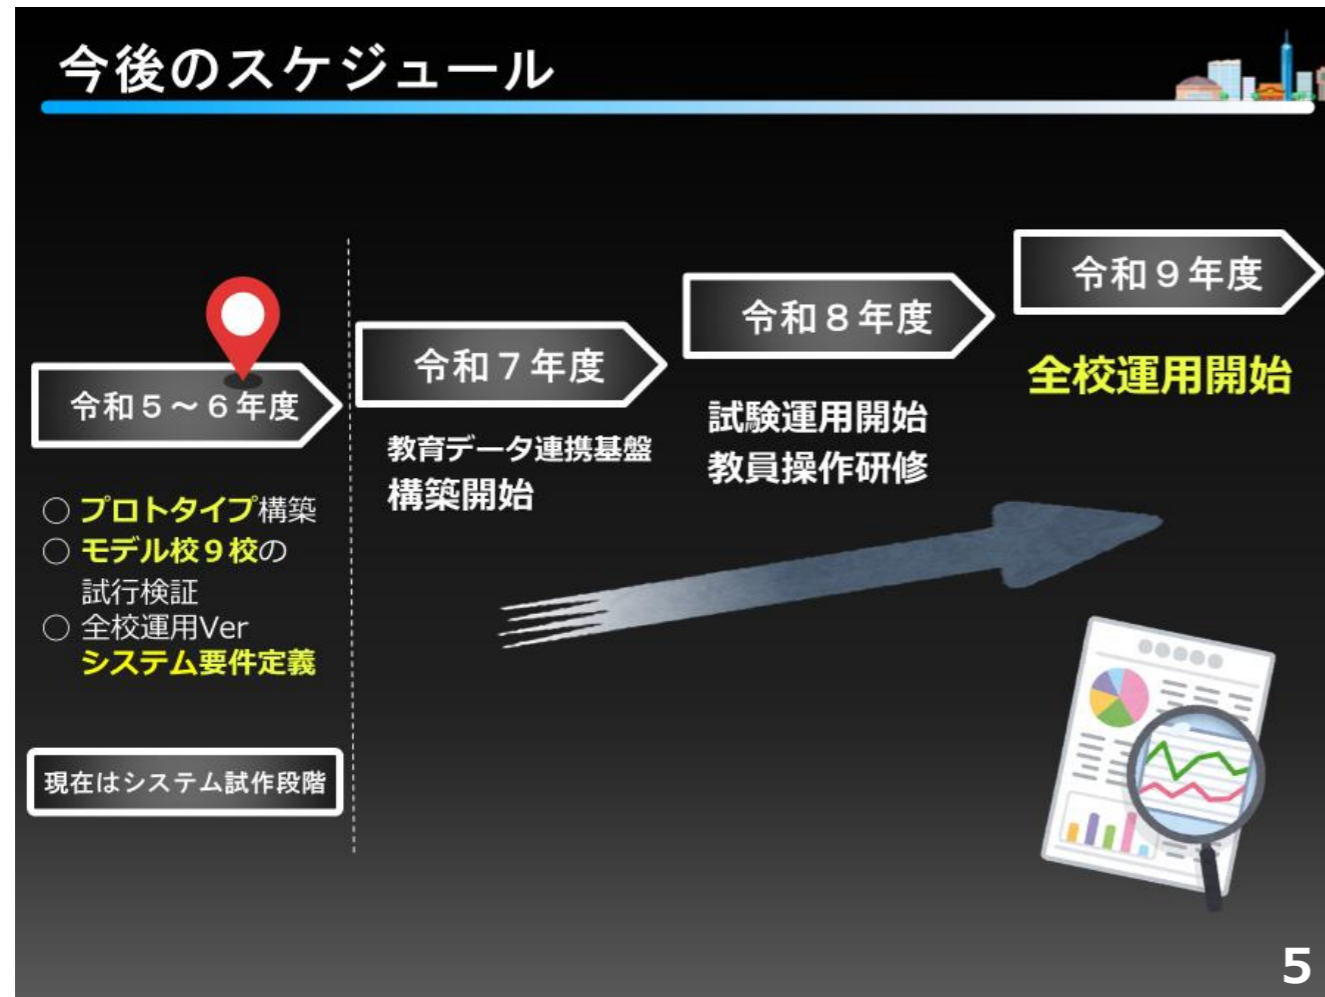 今後のスケジュール
令和５～６年度
○ プロトタイプ構築
○ モデル校９校の
試行検証
○ 全校運用Ver
システム要件定義
現在はシステム試作段階
令和７年度
教育データ連携基盤
構築開始
令和８年度
試験運用開始
教員操作研修
令和９年度
全校運用開始
5